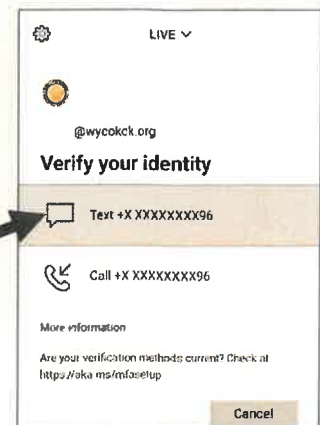 LIVE
@wycokck.org
Verify your identity
Text +X XXXXXXXX96
Call +X XXXXXXXX96
More information
Are your verification methods current? Check at
https://aka.ms/mfasetup
Cancel